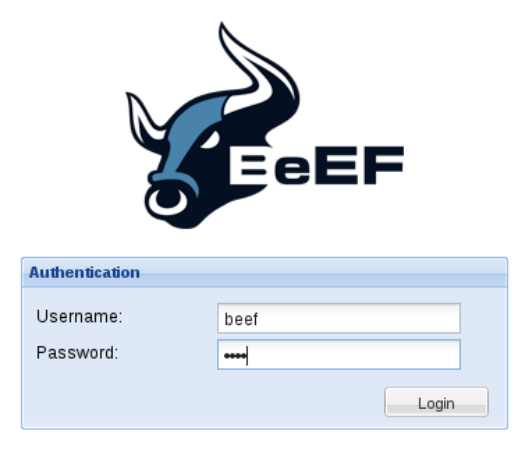 BeEF
Authentication
Username:
beef
Password:
••••
Login